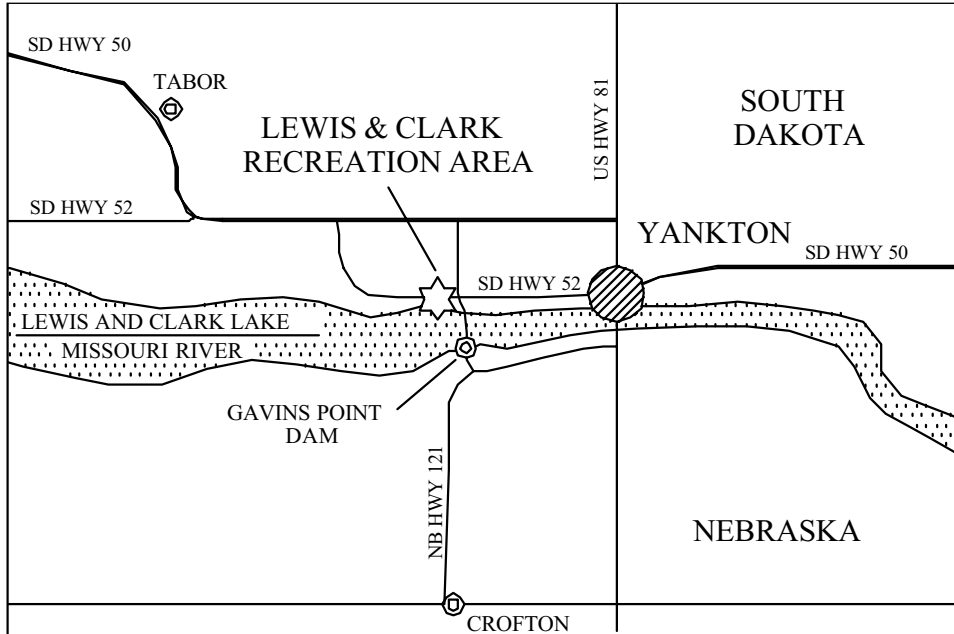 SD HWY 50
TABOR
LEWIS & CLARK
RECREATION AREA
US HWY 81
SOUTH
DAKOTA
SD HWY 52
YANKTON
SD HWY 50
SD HWY 52
LEWIS AND CLARK LAKE
MISSOURI RIVER
GAVINS POINT
DAM
NB HWY 121
NEBRASKA
CROFTON